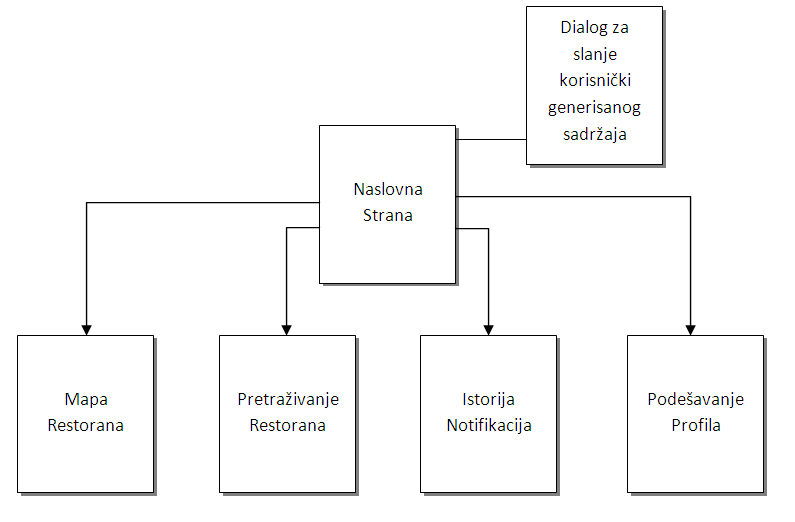 Dialog za
slanje
korisnički
generisanog
sadržaja
Naslovna
Strana
Mapa
Restorana
Pretraživanje
Restorana
Istorija
Notifikacija
Podešavanje
Profila